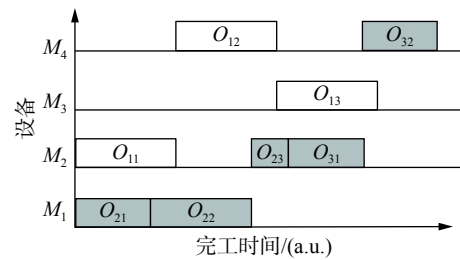 M₄ O₁₂ O₃₂
M₃ O₁₃
设备
M₂ O₁₁ O₂₃ O₃₁
M₁ O₂₁ O₂₂
完工时间/(a.u.)